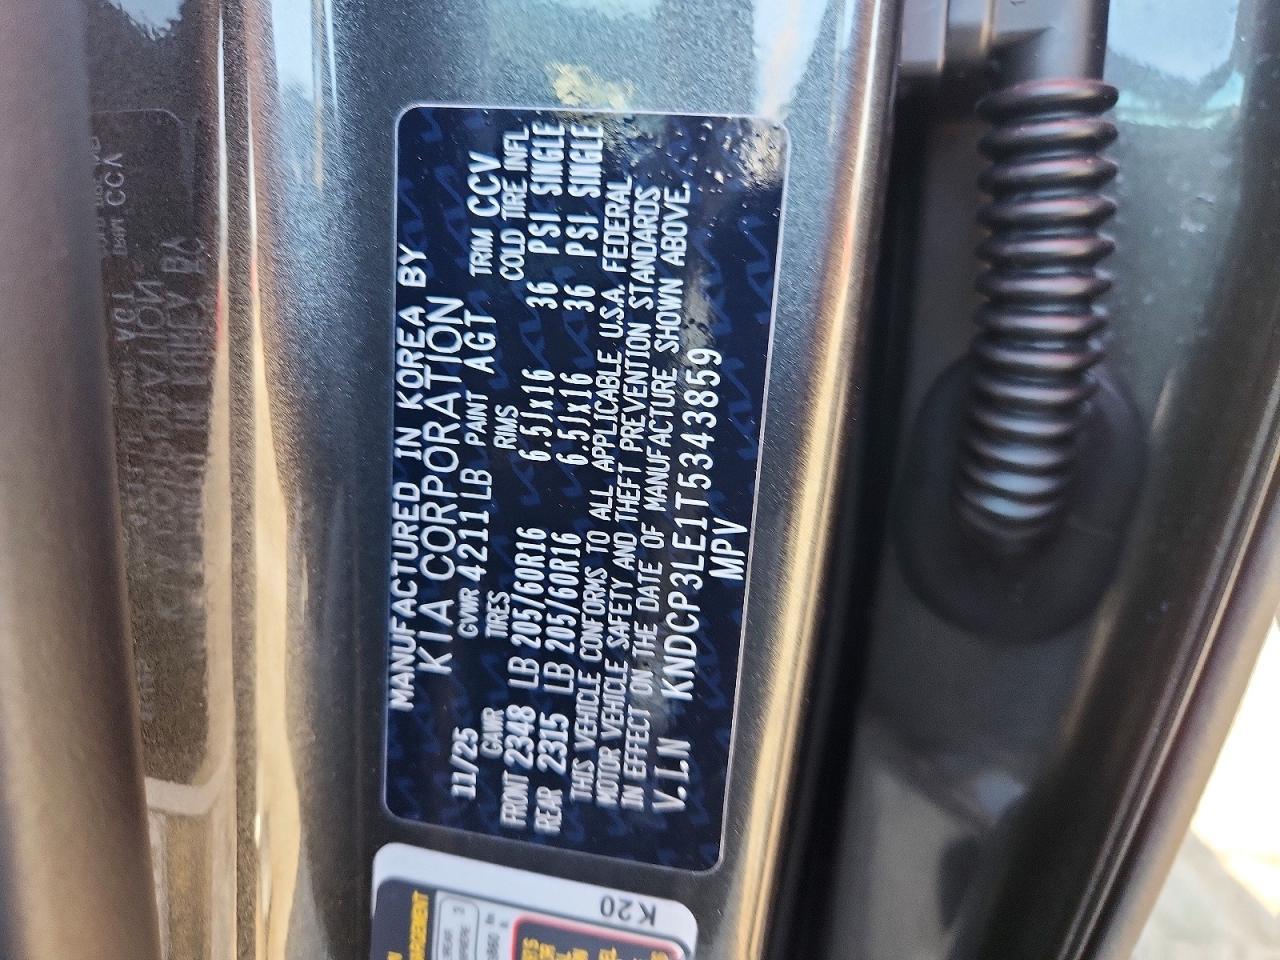 MANUFACTURED IN KOREA BY
KIA CORPORATION
11/25 GVWR 4211 LB PAINT AGT TRIM CCV
GAWR TIRES RIMS COLD TIRE INFL
FRONT 2348 LB 205/60R16 6.5Jx16 36 PSI SINGLE
REAR 2315 LB 205/60R16 6.5Jx16 36 PSI SINGLE
THIS VEHICLE CONFORMS TO ALL APPLICABLE U.S.A. FEDERAL
MOTOR VEHICLE SAFETY AND THEFT PREVENTION STANDARDS
IN EFFECT ON THE DATE OF MANUFACTURE SHOWN ABOVE.
V.I.N KNDCP3LE1T5343859
MPV
K20